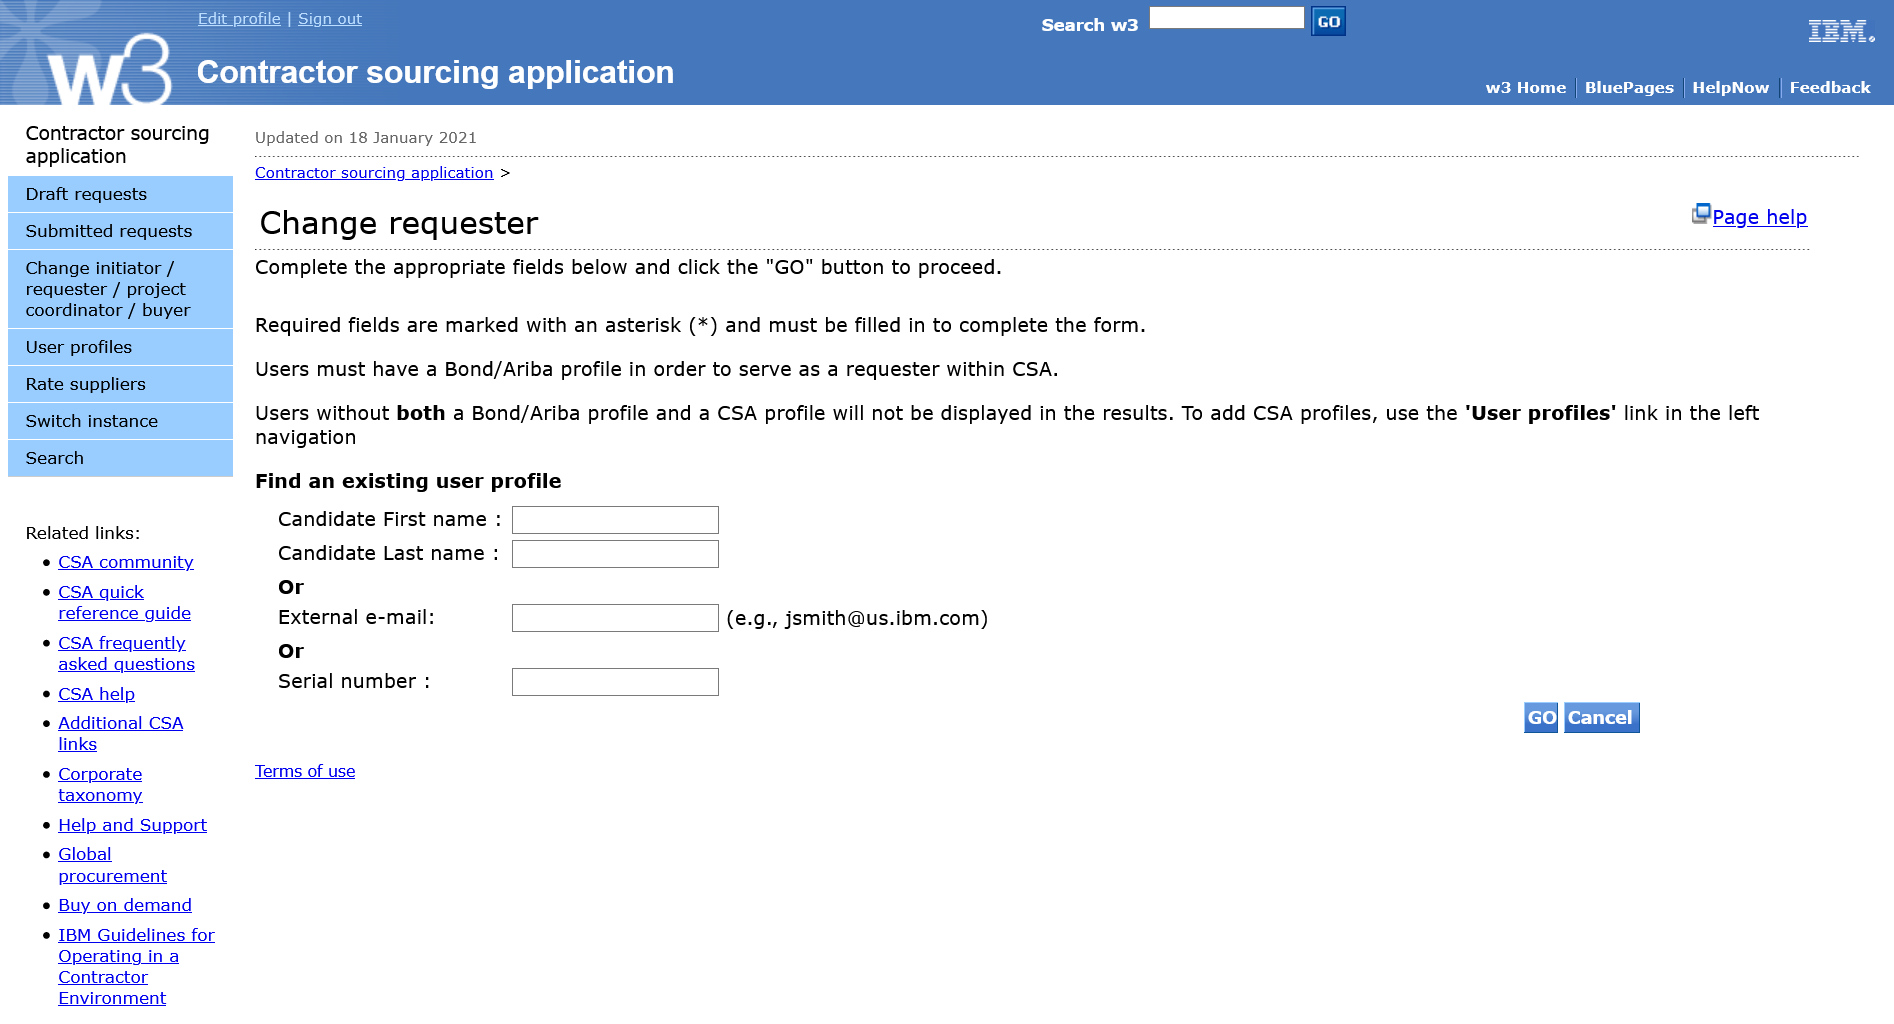 Edit profile | Sign out
Search w3
GO
IBM.
w3
Contractor sourcing application
w3 Home
BluePages
HelpNow
Feedback
Contractor sourcing
application
Draft requests
Submitted requests
Change initiator /
requester / project
coordinator / buyer
User profiles
Rate suppliers
Switch instance
Search
Related links:
• CSA community
• CSA quick
reference guide
• CSA frequently
asked questions
• CSA help
• Additional CSA
links
• Corporate
taxonomy
• Help and Support
• Global
procurement
• Buy on demand
• IBM Guidelines for
Operating in a
Contractor
Environment
Updated on 18 January 2021
Contractor sourcing application >
Change requester
Page help
Complete the appropriate fields below and click the "GO" button to proceed.
Required fields are marked with an asterisk (*) and must be filled in to complete the form.
Users must have a Bond/Ariba profile in order to serve as a requester within CSA.
Users without both a Bond/Ariba profile and a CSA profile will not be displayed in the results. To add CSA profiles, use the 'User profiles' link in the left
navigation
Find an existing user profile
Candidate First name :
Candidate Last name :
Or
External e-mail: (e.g., jsmith@us.ibm.com)
Or
Serial number :
GO Cancel
Terms of use